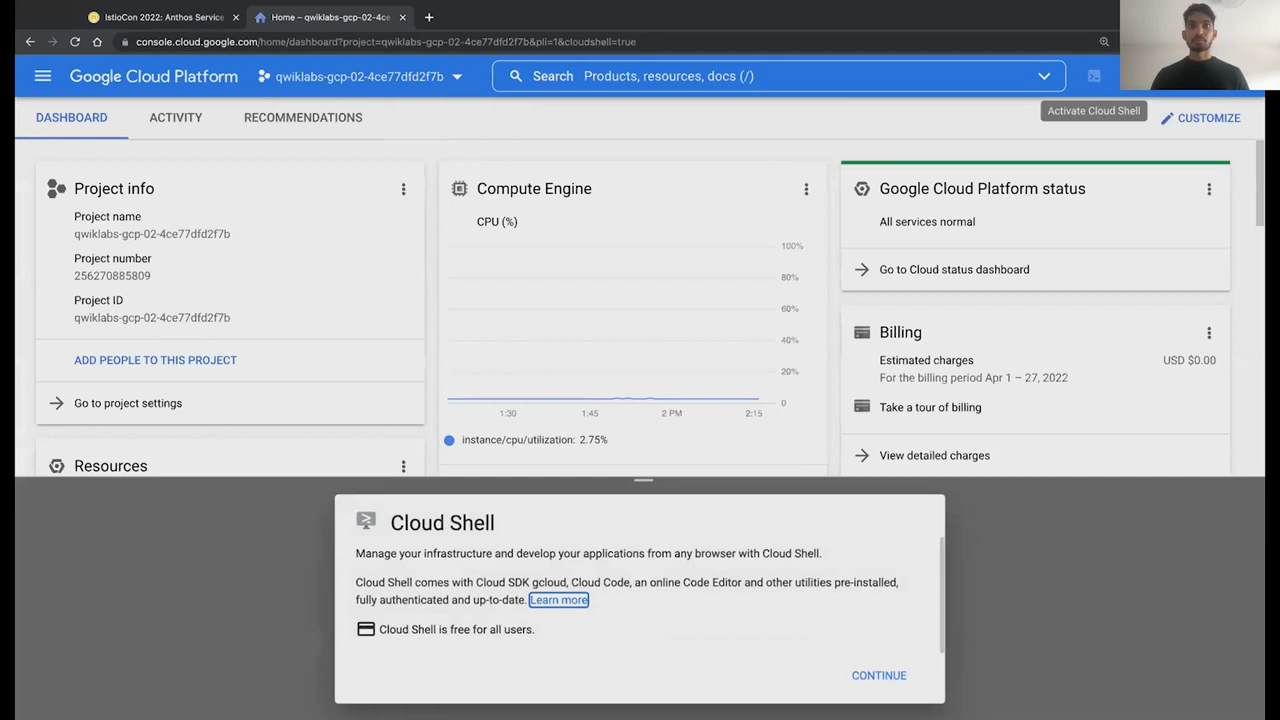 IstioCon 2022: Anthos Service
Home – qwiklabs-gcp-02-4ce
console.cloud.google.com/home/dashboard?project=qwiklabs-gcp-02-4ce77dfd2f7b&pli=1&cloudshell=true
Google Cloud Platform
qwiklabs-gcp-02-4ce77dfd2f7b
Search Products, resources, docs (/)
DASHBOARD
ACTIVITY
RECOMMENDATIONS
Activate Cloud Shell
CUSTOMIZE
Project info
Project name
qwiklabs-gcp-02-4ce77dfd2f7b
Project number
256270885809
Project ID
qwiklabs-gcp-02-4ce77dfd2f7b
ADD PEOPLE TO THIS PROJECT
Go to project settings
Resources
Compute Engine
CPU (%)
100%
80%
60%
40%
20%
0
1:30 1:45 2 PM 2:15
instance/cpu/utilization: 2.75%
Google Cloud Platform status
All services normal
Go to Cloud status dashboard
Billing
Estimated charges USD $0.00
For the billing period Apr 1 – 27, 2022
Take a tour of billing
View detailed charges
Cloud Shell
Manage your infrastructure and develop your applications from any browser with Cloud Shell.
Cloud Shell comes with Cloud SDK gcloud, Cloud Code, an online Code Editor and other utilities pre-installed,
fully authenticated and up-to-date. Learn more
Cloud Shell is free for all users.
CONTINUE